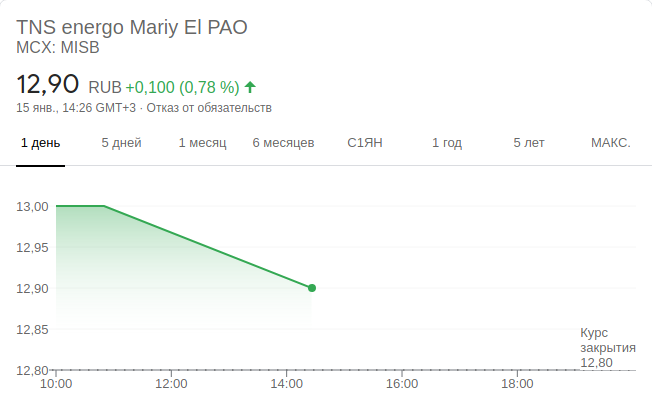 TNS energo Mariy El PAO
MCX: MISB
12,90 RUB +0,100 (0,78 %)
15 янв., 14:26 GMT+3 · Отказ от обязательств
1 день 5 дней 1 месяц 6 месяцев С1ЯН 1 год 5 лет МАКС.
13,00
12,95
12,90
12,85
Курс
закрытия
12,80
12,80
10:00 12:00 14:00 16:00 18:00